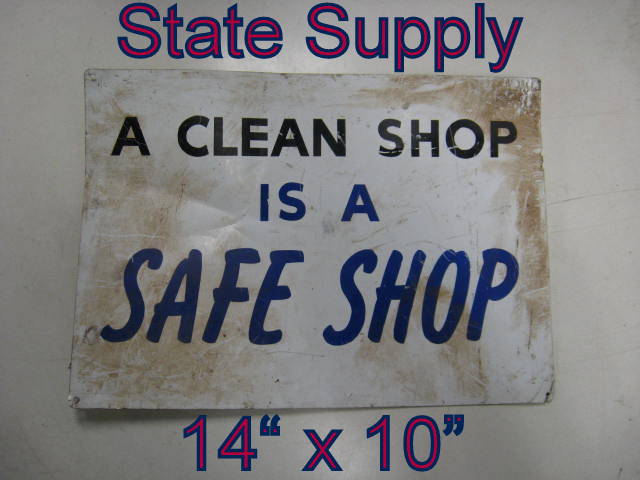 State Supply
A CLEAN SHOP
IS A
SAFE SHOP
14“ x 10”